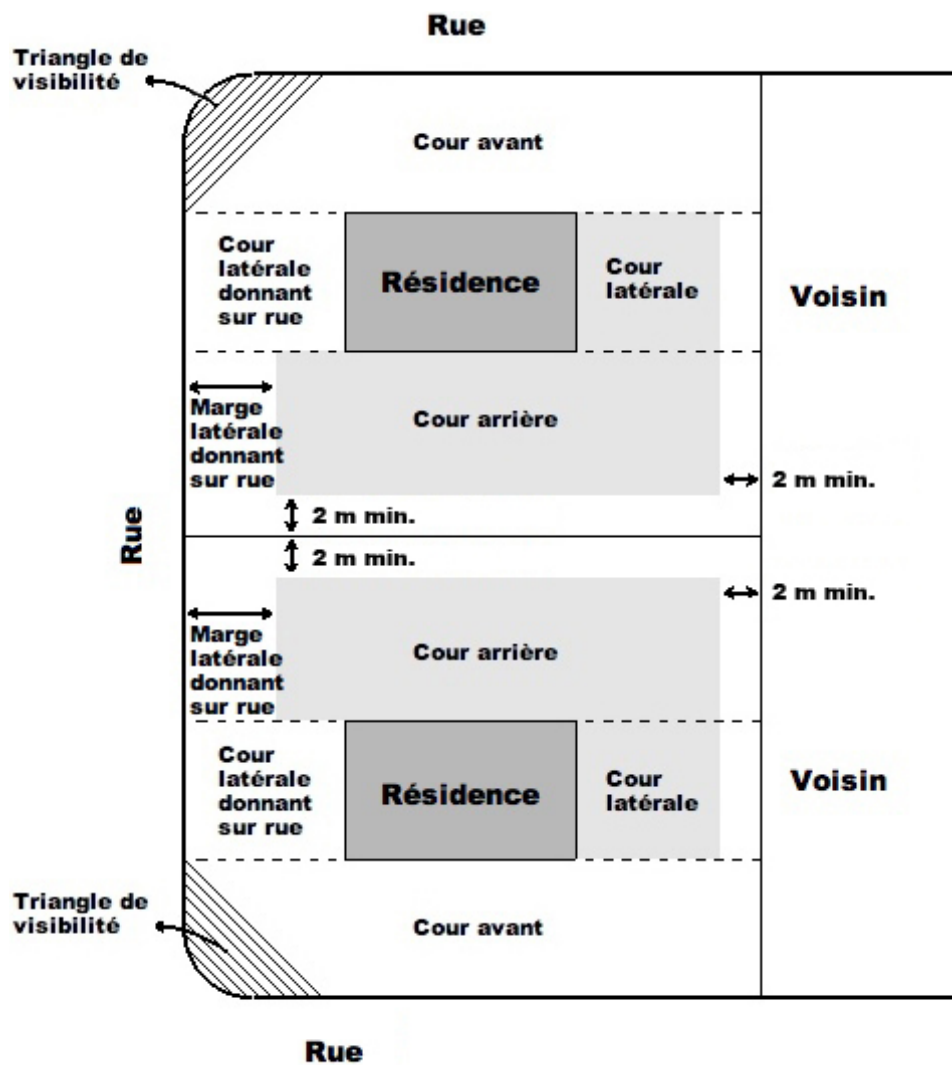 Rue
Triangle de
visibilité
Cour avant
Cour
latérale
donnant
sur rue
Résidence
Cour
latérale
Voisin
Marge
latérale
donnant
sur rue
Cour arrière
2 m min.
2 m min.
Rue
2 m min.
2 m min.
Marge
latérale
donnant
sur rue
Cour arrière
Cour
latérale
donnant
sur rue
Résidence
Cour
latérale
Voisin
Triangle de
visibilité
Cour avant
Rue